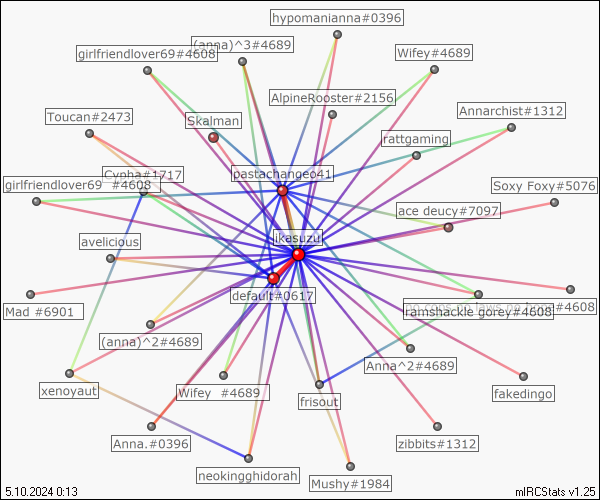 hypomanianna#0396
girlfriendlover69#4608
(anna)^3#4689
Wifey#4689
AlpineRooster#2156
Toucan#2473
Skalman
Annarchist#1312
rattgaming
pastachangeo41
Cypha#1717
girlfriendlover69 #4608
Soxy Foxy#5076
ace deucy#7097
ikasuzu
avelicious
default#0617
#4608
Mad #6901
ramshackle gorey#4608
(anna)^2#4689
Anna^2#4689
xenoyaut
Wifey #4689
frisout
fakedingo
Anna.#0396
zibbits#1312
neokingghidorah
Mushy#1984
5.10.2024 0:13
mIRCStats v1.25